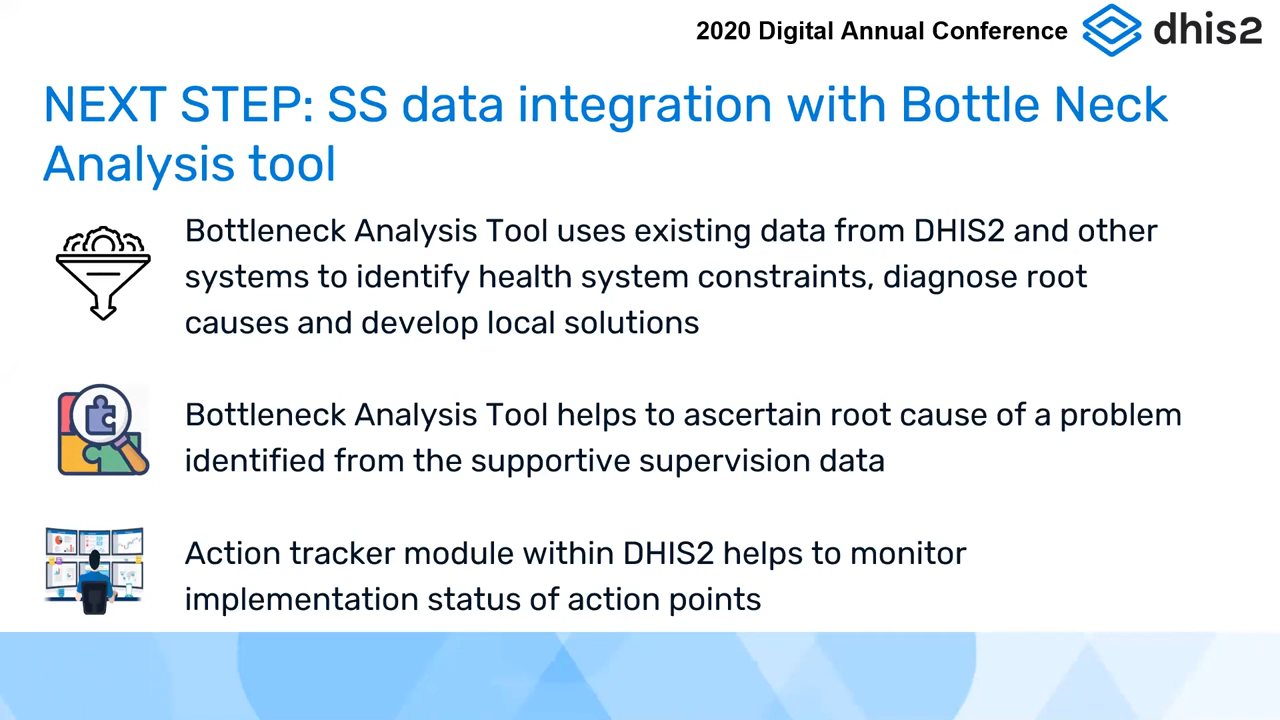 2020 Digital Annual Conference dhis2
NEXT STEP: SS data integration with Bottle Neck
Analysis tool
Bottleneck Analysis Tool uses existing data from DHIS2 and other
systems to identify health system constraints, diagnose root
causes and develop local solutions
Bottleneck Analysis Tool helps to ascertain root cause of a problem
identified from the supportive supervision data
Action tracker module within DHIS2 helps to monitor
implementation status of action points